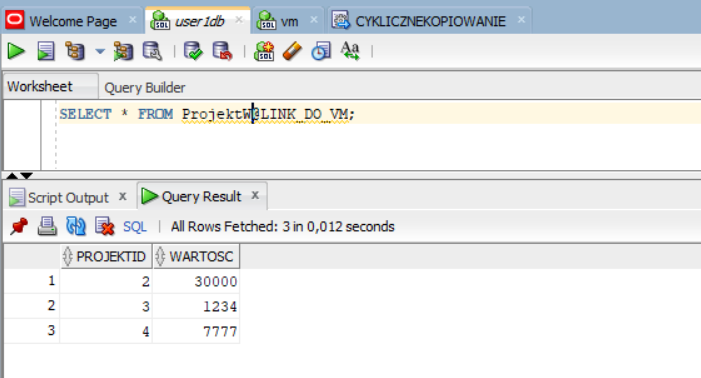 Welcome Page × user1db × vm × CYKLICZNEKOPIOWANIE ×
Aa
Worksheet Query Builder
SELECT * FROM ProjektW@LINK_DO_VM;
Script Output x Query Result x
SQL | All Rows Fetched: 3 in 0,012 seconds
PROJEKTID WARTOSC
1 2 30000
2 3 1234
3 4 7777